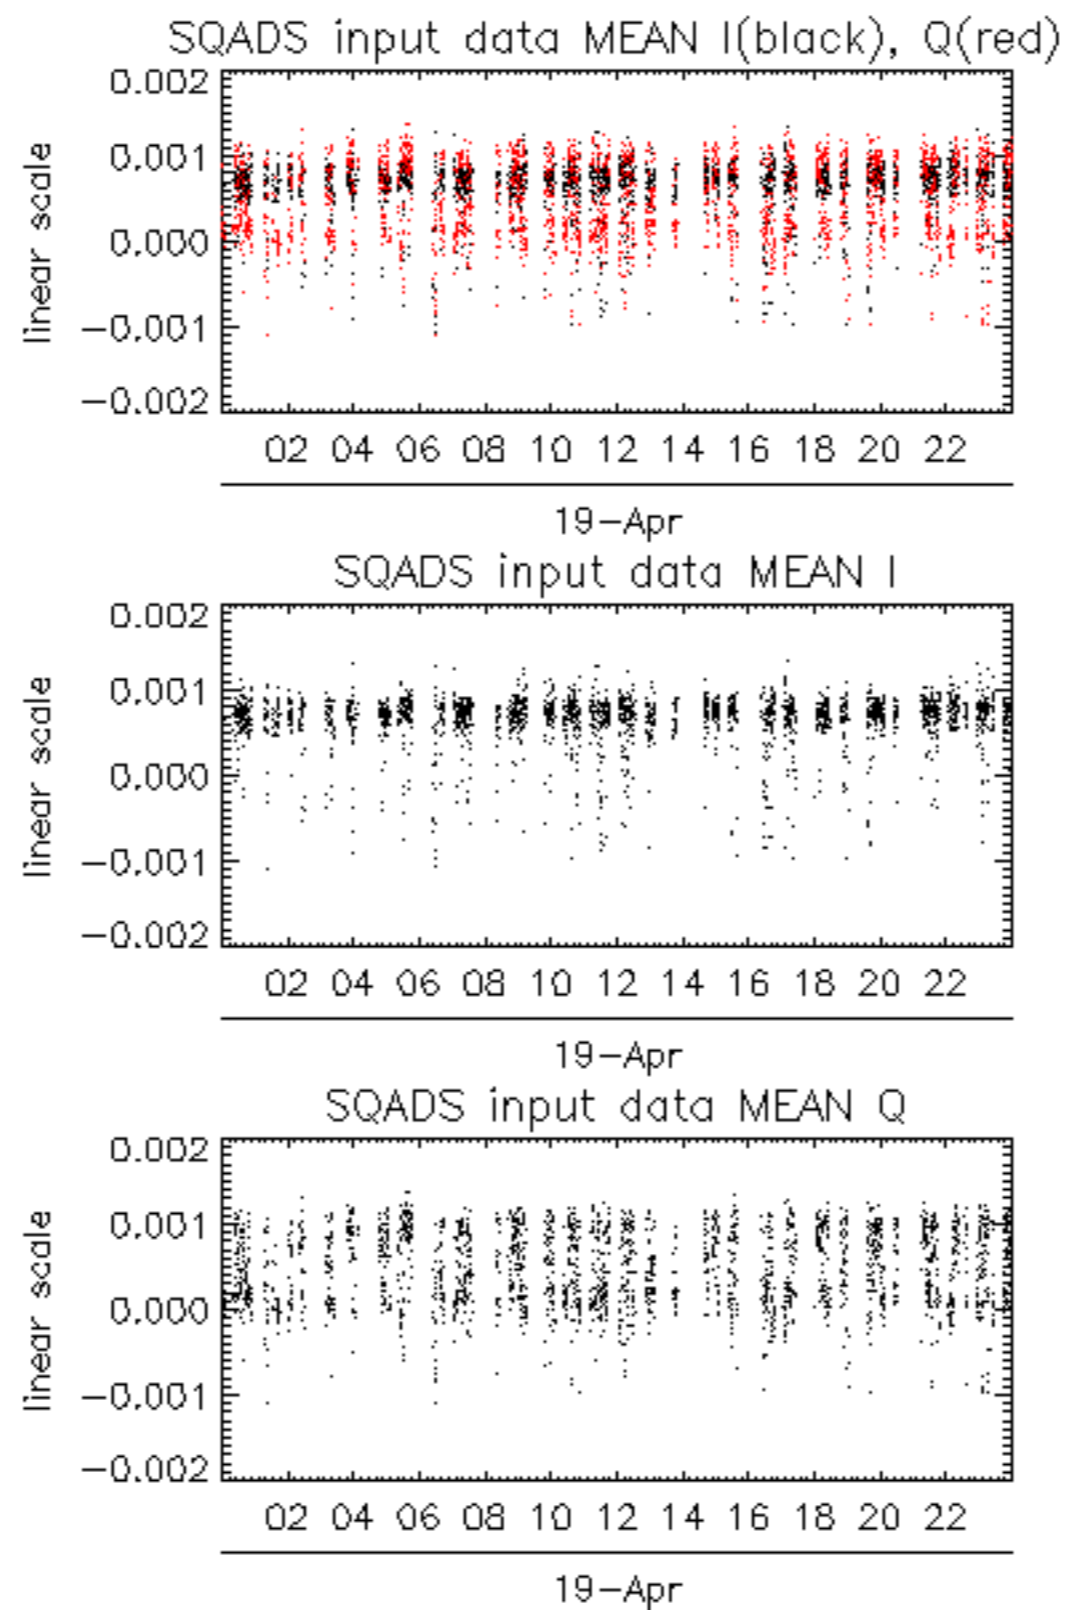 SQADS input data MEAN I(black), Q(red)
0.002
0.001
0.000
−0.001
−0.002
linear scale
02 04 06 08 10 12 14 16 18 20 22
19−Apr
SQADS input data MEAN I
0.002
0.001
0.000
−0.001
−0.002
linear scale
02 04 06 08 10 12 14 16 18 20 22
19−Apr
SQADS input data MEAN Q
0.002
0.001
0.000
−0.001
−0.002
linear scale
02 04 06 08 10 12 14 16 18 20 22
19−Apr